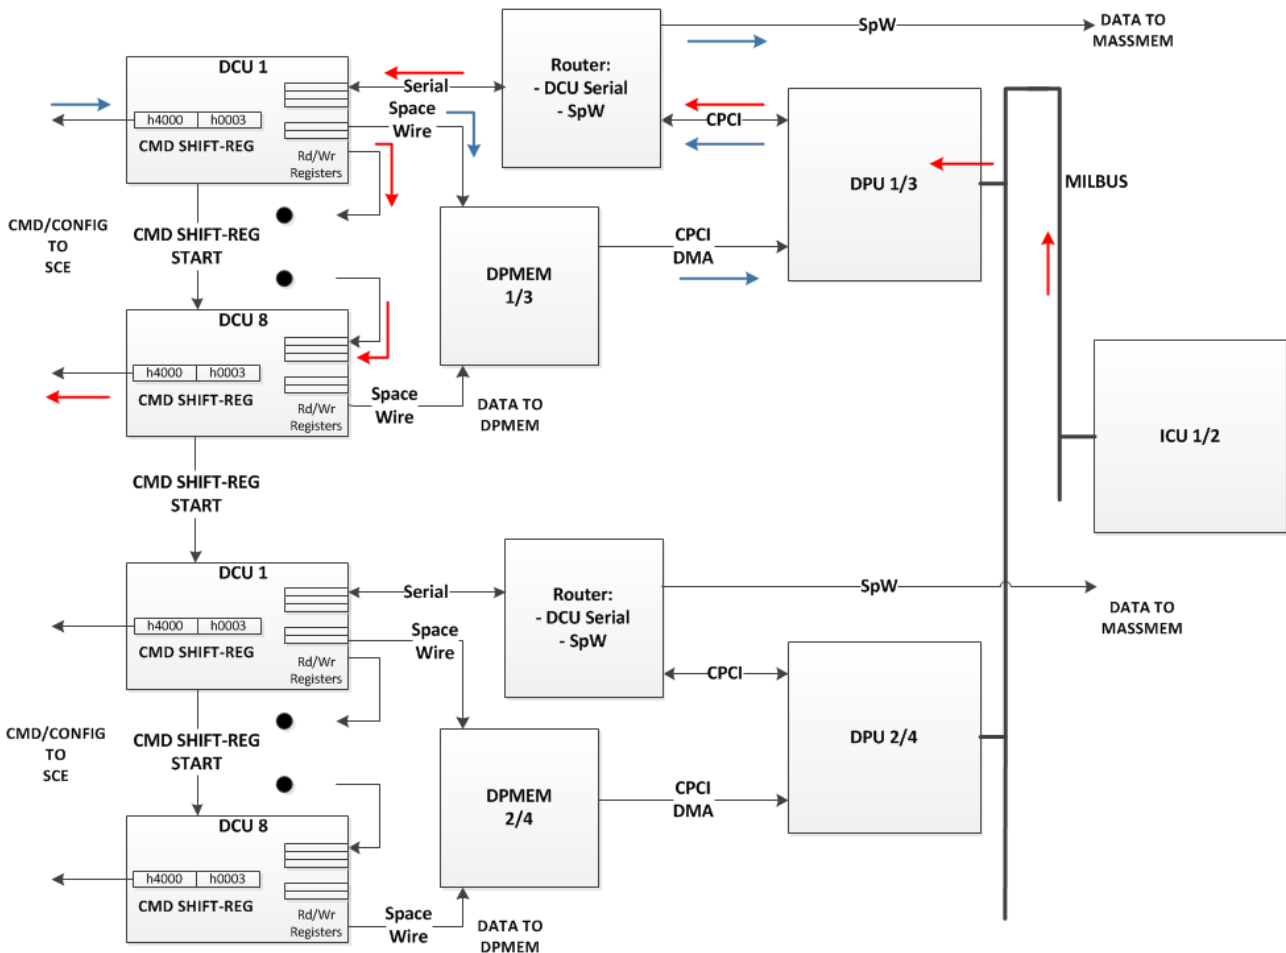 SpW
DATA TO
MASSMEM
DCU 1
Router:
- DCU Serial
- SpW
Serial
Space
Wire
h4000 h0003
CMD SHIFT-REG
Rd/Wr
Registers
CPCI
DPU 1/3
MILBUS
CMD/CONFIG
TO
SCE
CMD SHIFT-REG
START
DPMEM
1/3
CPCI
DMA
DCU 8
h4000 h0003
CMD SHIFT-REG
Rd/Wr
Registers
Space
Wire
DATA TO
DPMEM
ICU 1/2
CMD SHIFT-REG
START
DCU 1
Router:
- DCU Serial
- SpW
Serial
SpW
DATA TO
MASSMEM
h4000 h0003
CMD SHIFT-REG
Space
Wire
Rd/Wr
Registers
CPCI
DPU 2/4
CMD/CONFIG
TO
SCE
CMD SHIFT-REG
START
DPMEM
2/4
CPCI
DMA
DCU 8
h4000 h0003
CMD SHIFT-REG
Rd/Wr
Registers
Space
Wire
DATA TO
DPMEM